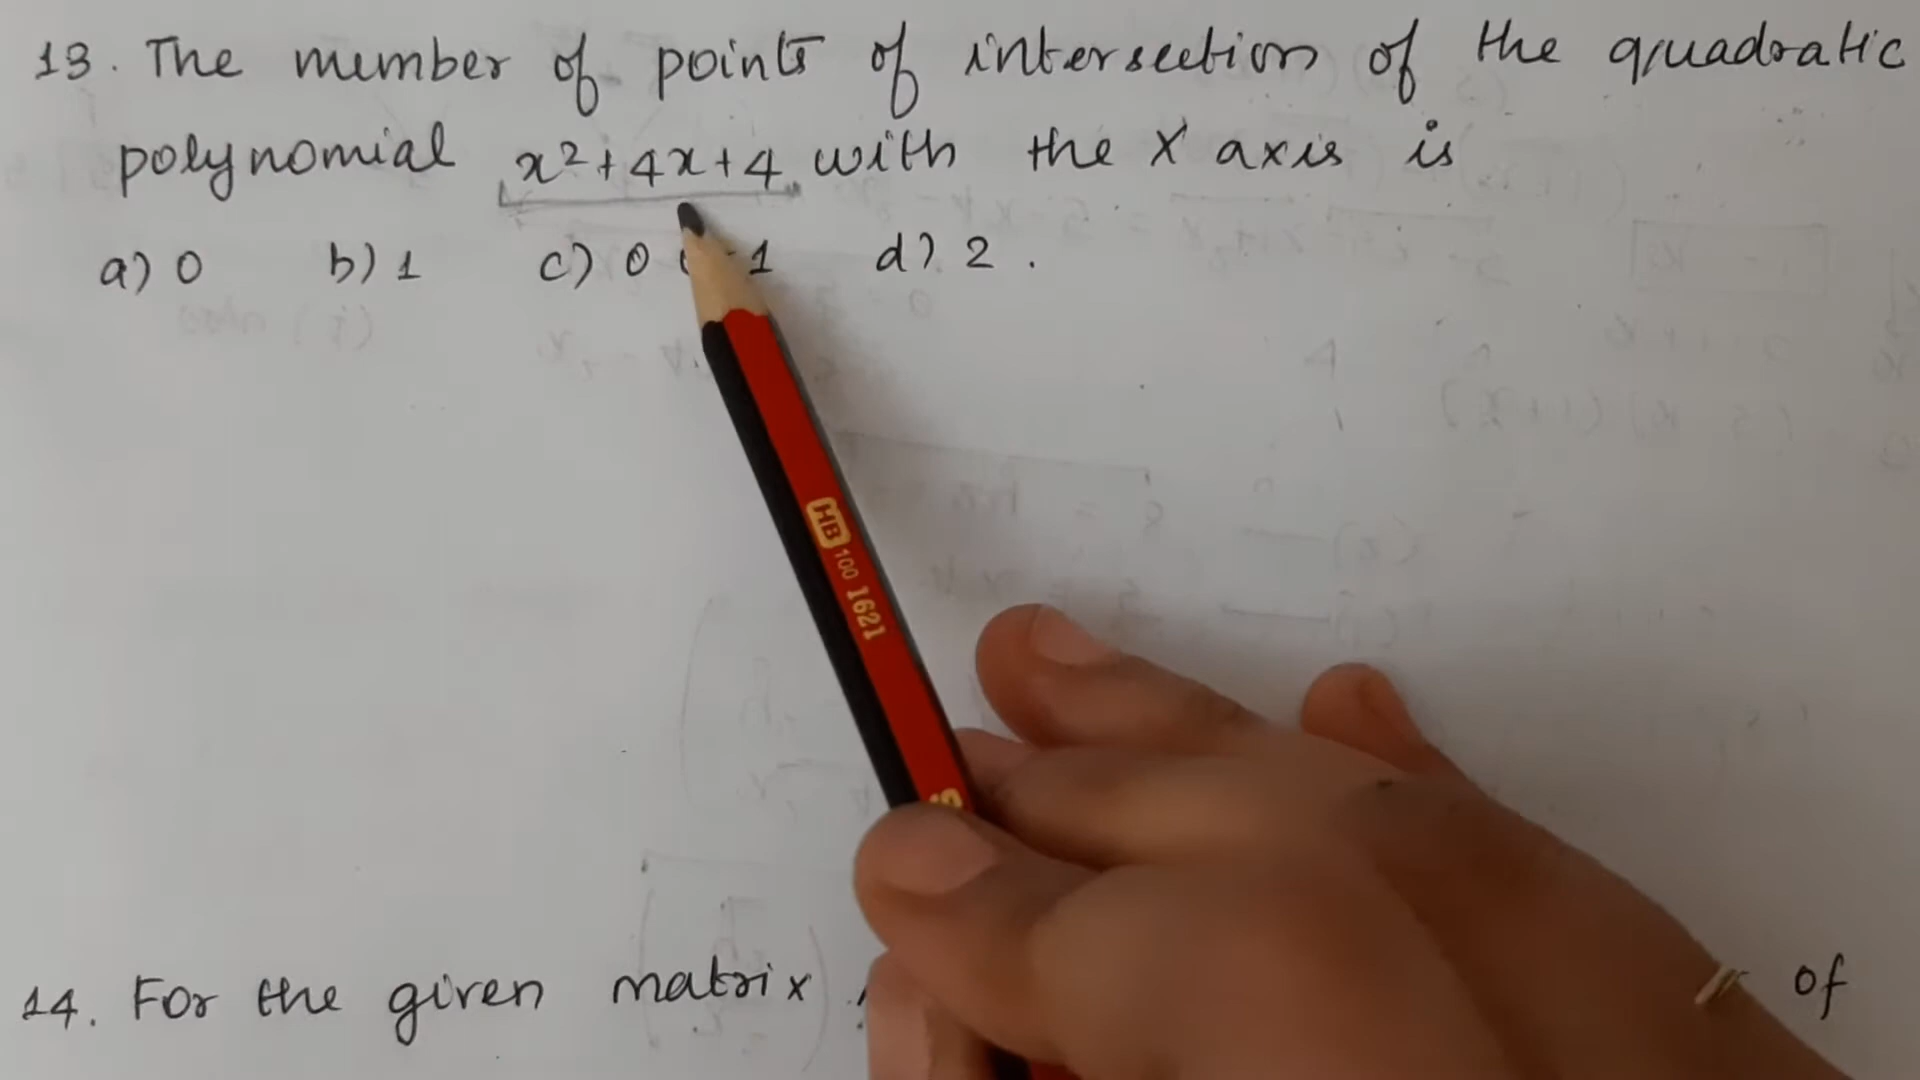 13. The number of points of intersection of the quadratic
polynomial x²+4x+4 with the X axis is
a) 0 b) 1 c) 0 1 d) 2 .
HB 100 1621
14. For the given matrix of